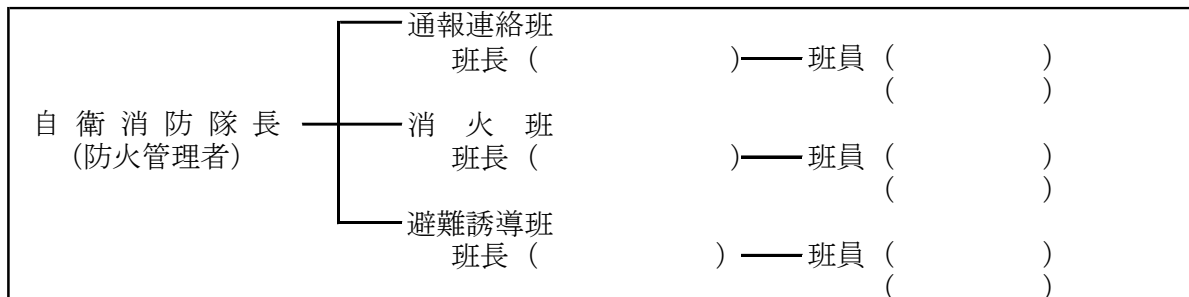 通報連絡班
班長（　　　　　　　）班員（　　　　　　）
（　　　　　　）
自衛消防隊長　消　火　班
（防火管理者）　班長（　　　　　　　）班員（　　　　　　）
（　　　　　　）
避難誘導班
班長（　　　　　　　）班員（　　　　　　）
（　　　　　　）